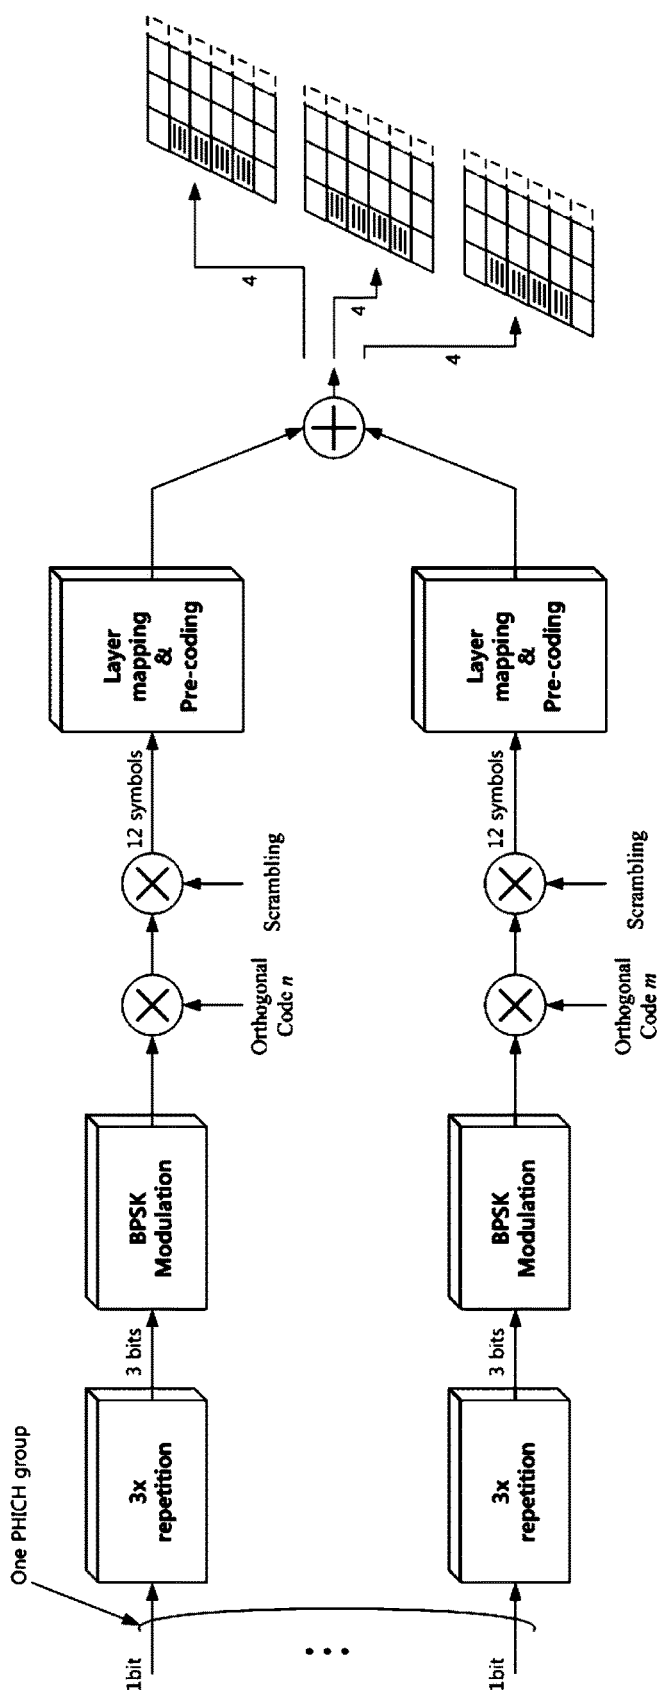 One PHICH group
1bit
3x
repetition
3 bits
BPSK
Modulation
Orthogonal
Code n
Scrambling
12 symbols
Layer
mapping
&
Pre-coding
1bit
3x
repetition
3 bits
BPSK
Modulation
Orthogonal
Code m
Scrambling
12 symbols
Layer
mapping
&
Pre-coding
4
4
4